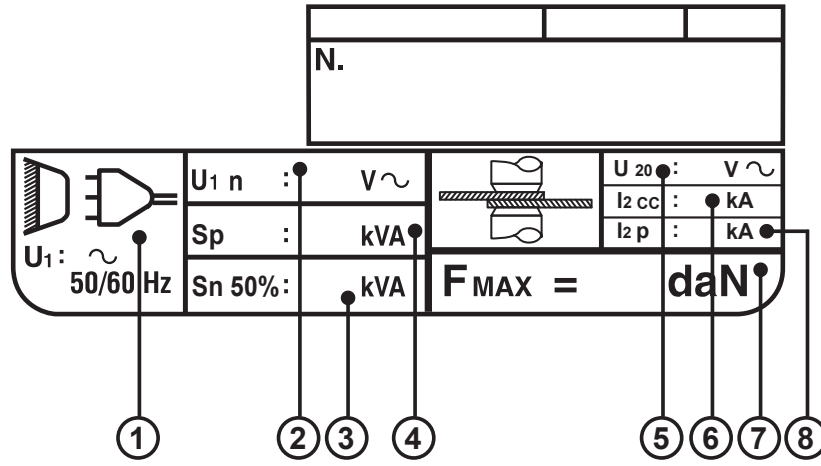 N.
U1 n : V~
Sp : kVA
Sn 50%: kVA
U1: ~
50/60 Hz
U 20 : V~
I2 CC : kA
I2 p : kA
FMAX = daN
1 2 3 4 5 6 7 8